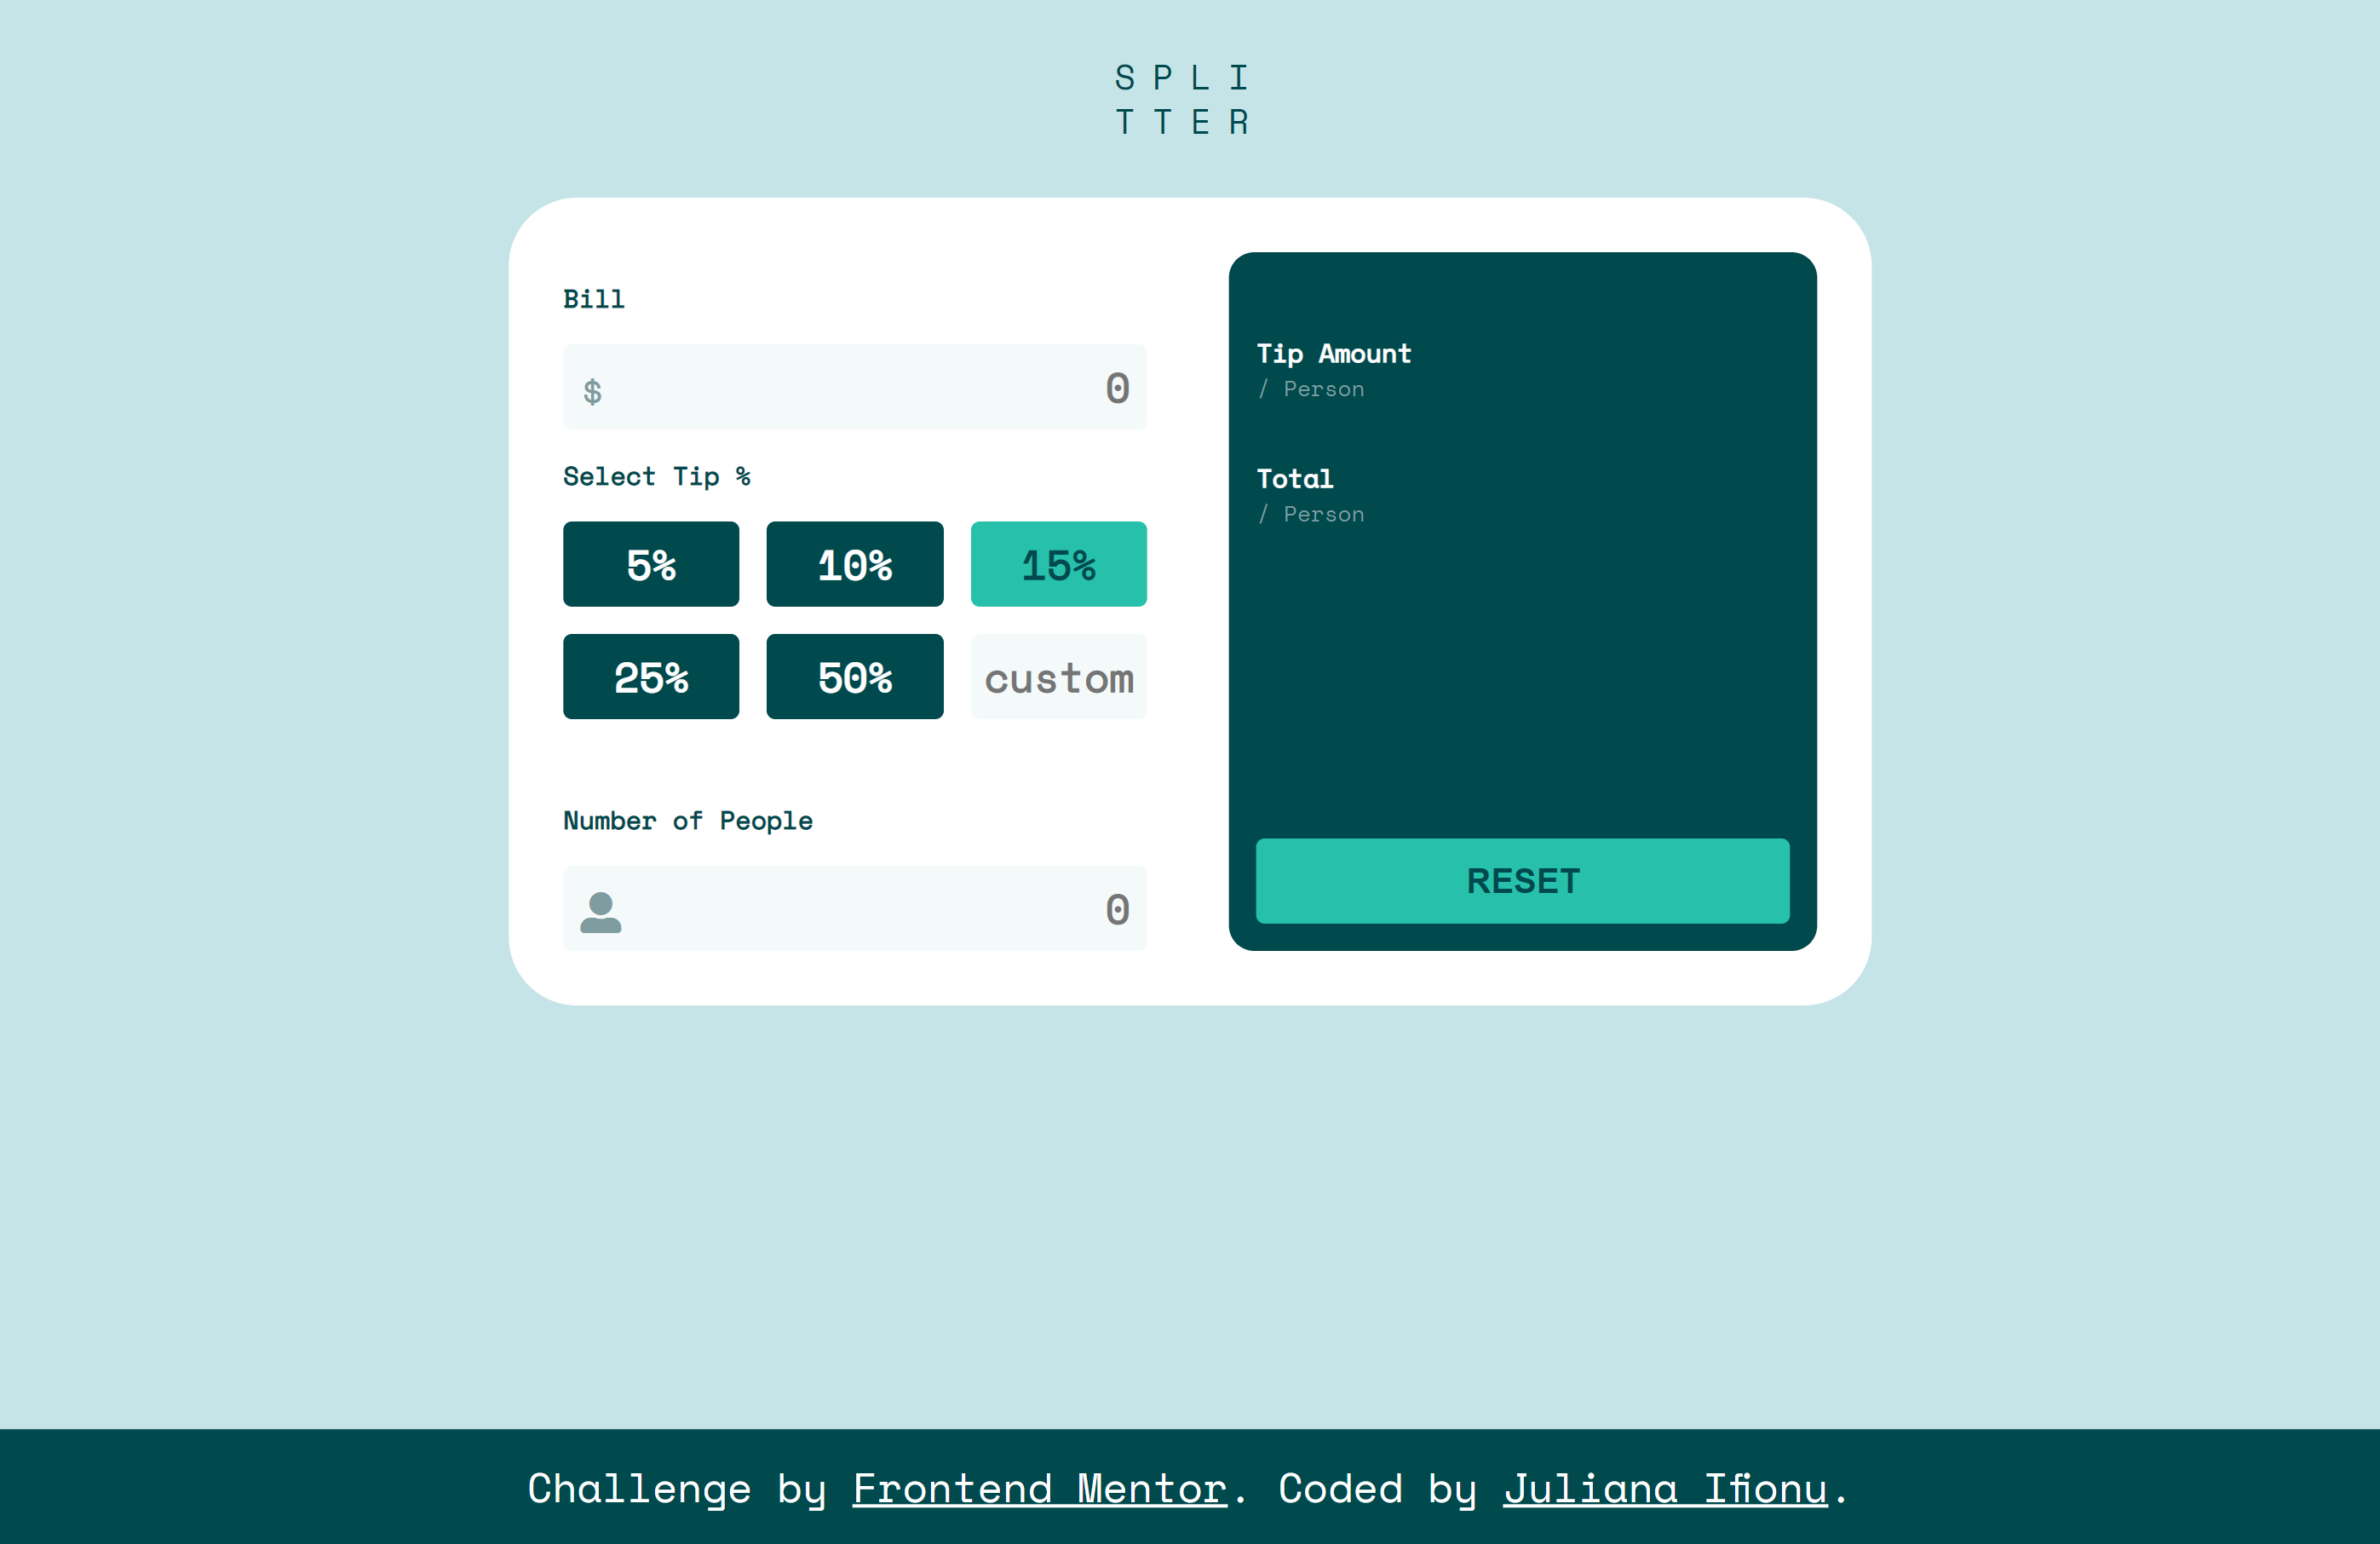 S P L I
T T E R
Bill
$ 0
Select Tip %
5% 10% 15%
25% 50% custom
Number of People
0
Tip Amount
/ Person
Total
/ Person
RESET
Challenge by Frontend Mentor. Coded by Juliana Ifionu.